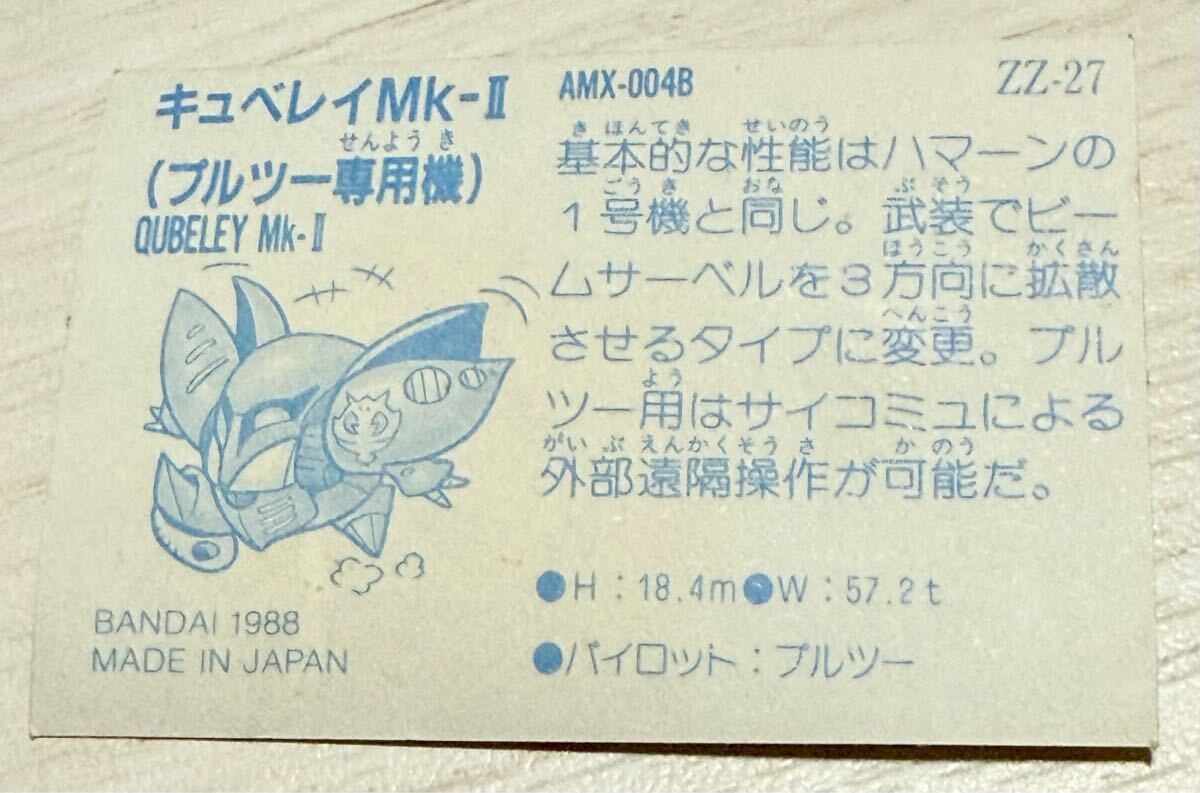 キュベレイMk-II
せんようき
(プルツー専用機)
QUBELEY Mk-II
AMX-004B
ZZ-27
きほんてき せいのう
基本的な性能はハマーンの
ごうき おな ぶそう
1号機と同じ。武装でビー
ほうこう かくさん
ムサーベルを3方向に拡散
へんこう
させるタイプに変更。プル
よう
ツー用はサイコミュによる
がいぶえんかくそうさ かのう
外部遠隔操作が可能だ。
●H:18.4m●W:57.2t
●パイロット:プルツー
BANDAI 1988
MADE IN JAPAN